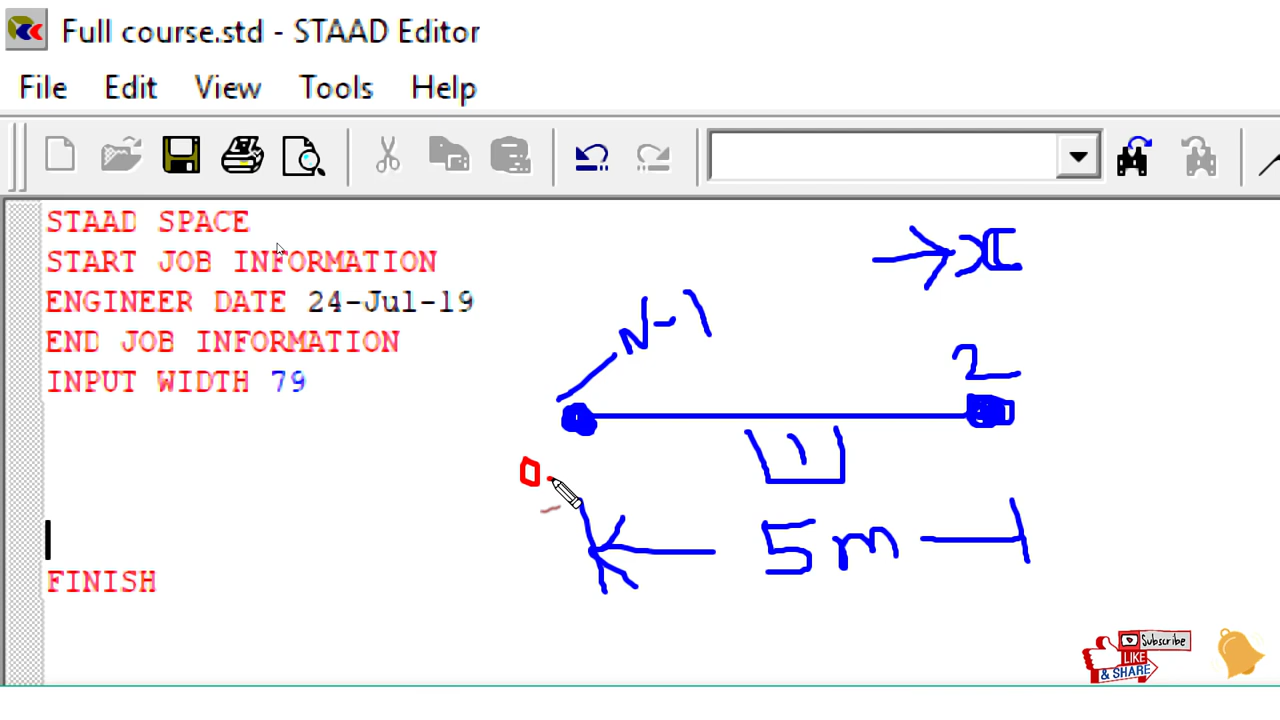 Full course.std - STAAD Editor
File Edit View Tools Help
STAAD SPACE
START JOB INFORMATION
ENGINEER DATE 24-Jul-19
END JOB INFORMATION
INPUT WIDTH 79
FINISH
x
N-1
2
1
0
5m
Subscribe
LIKE
& SHARE